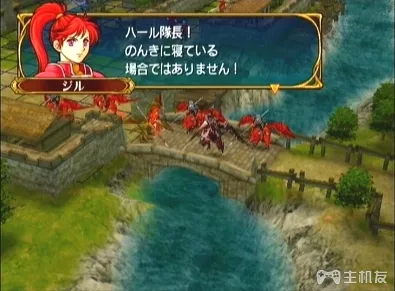 ハール隊長！
のんきに寝ている
場合ではありません！
ジル
主机友